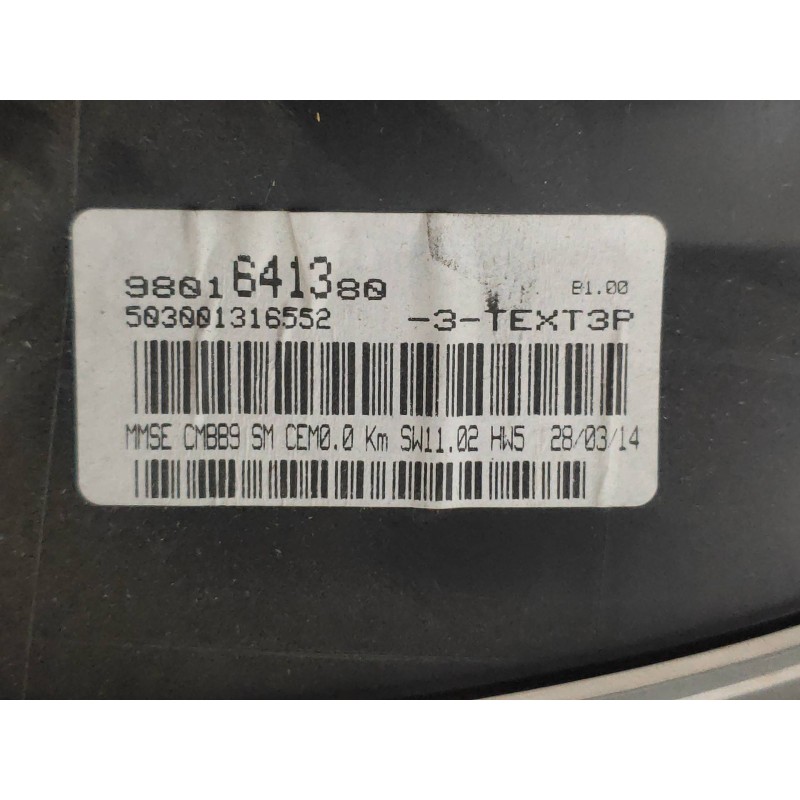 9801641380 B1.00
503001316552 -3-TEXT3P
MMSE CMBB9 SM CEM0.0 Km SW11.02 HW5 28/03/14